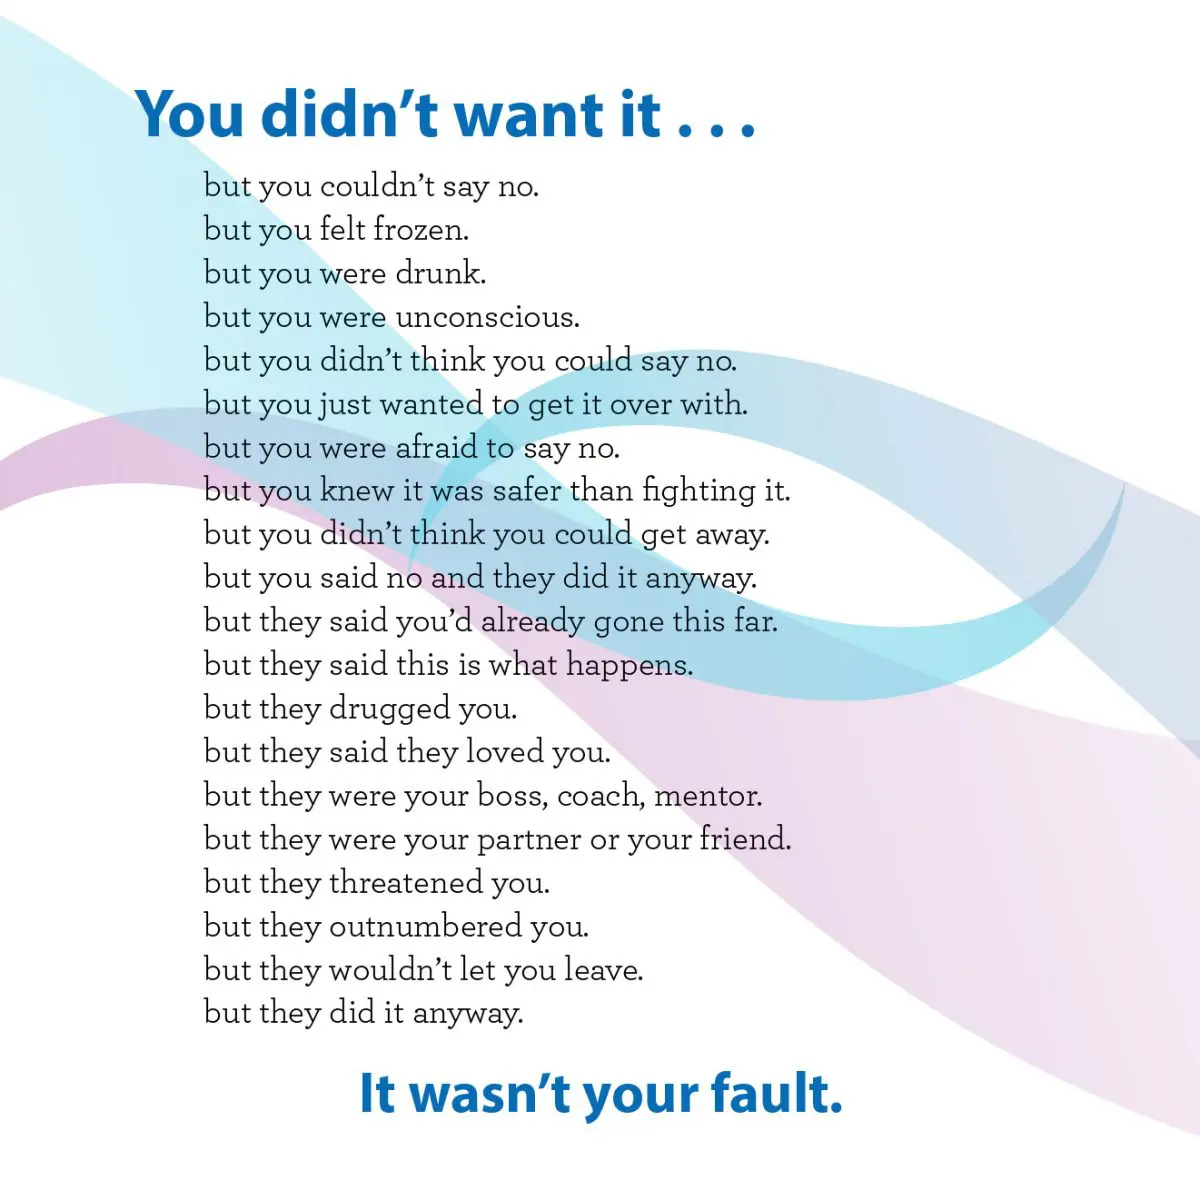 You didn’t want it . . .
but you couldn’t say no.
but you felt frozen.
but you were drunk.
but you were unconscious.
but you didn’t think you could say no.
but you just wanted to get it over with.
but you were afraid to say no.
but you knew it was safer than fighting it.
but you didn’t think you could get away.
but you said no and they did it anyway.
but they said you’d already gone this far.
but they said this is what happens.
but they drugged you.
but they said they loved you.
but they were your boss, coach, mentor.
but they were your partner or your friend.
but they threatened you.
but they outnumbered you.
but they wouldn’t let you leave.
but they did it anyway.
It wasn’t your fault.